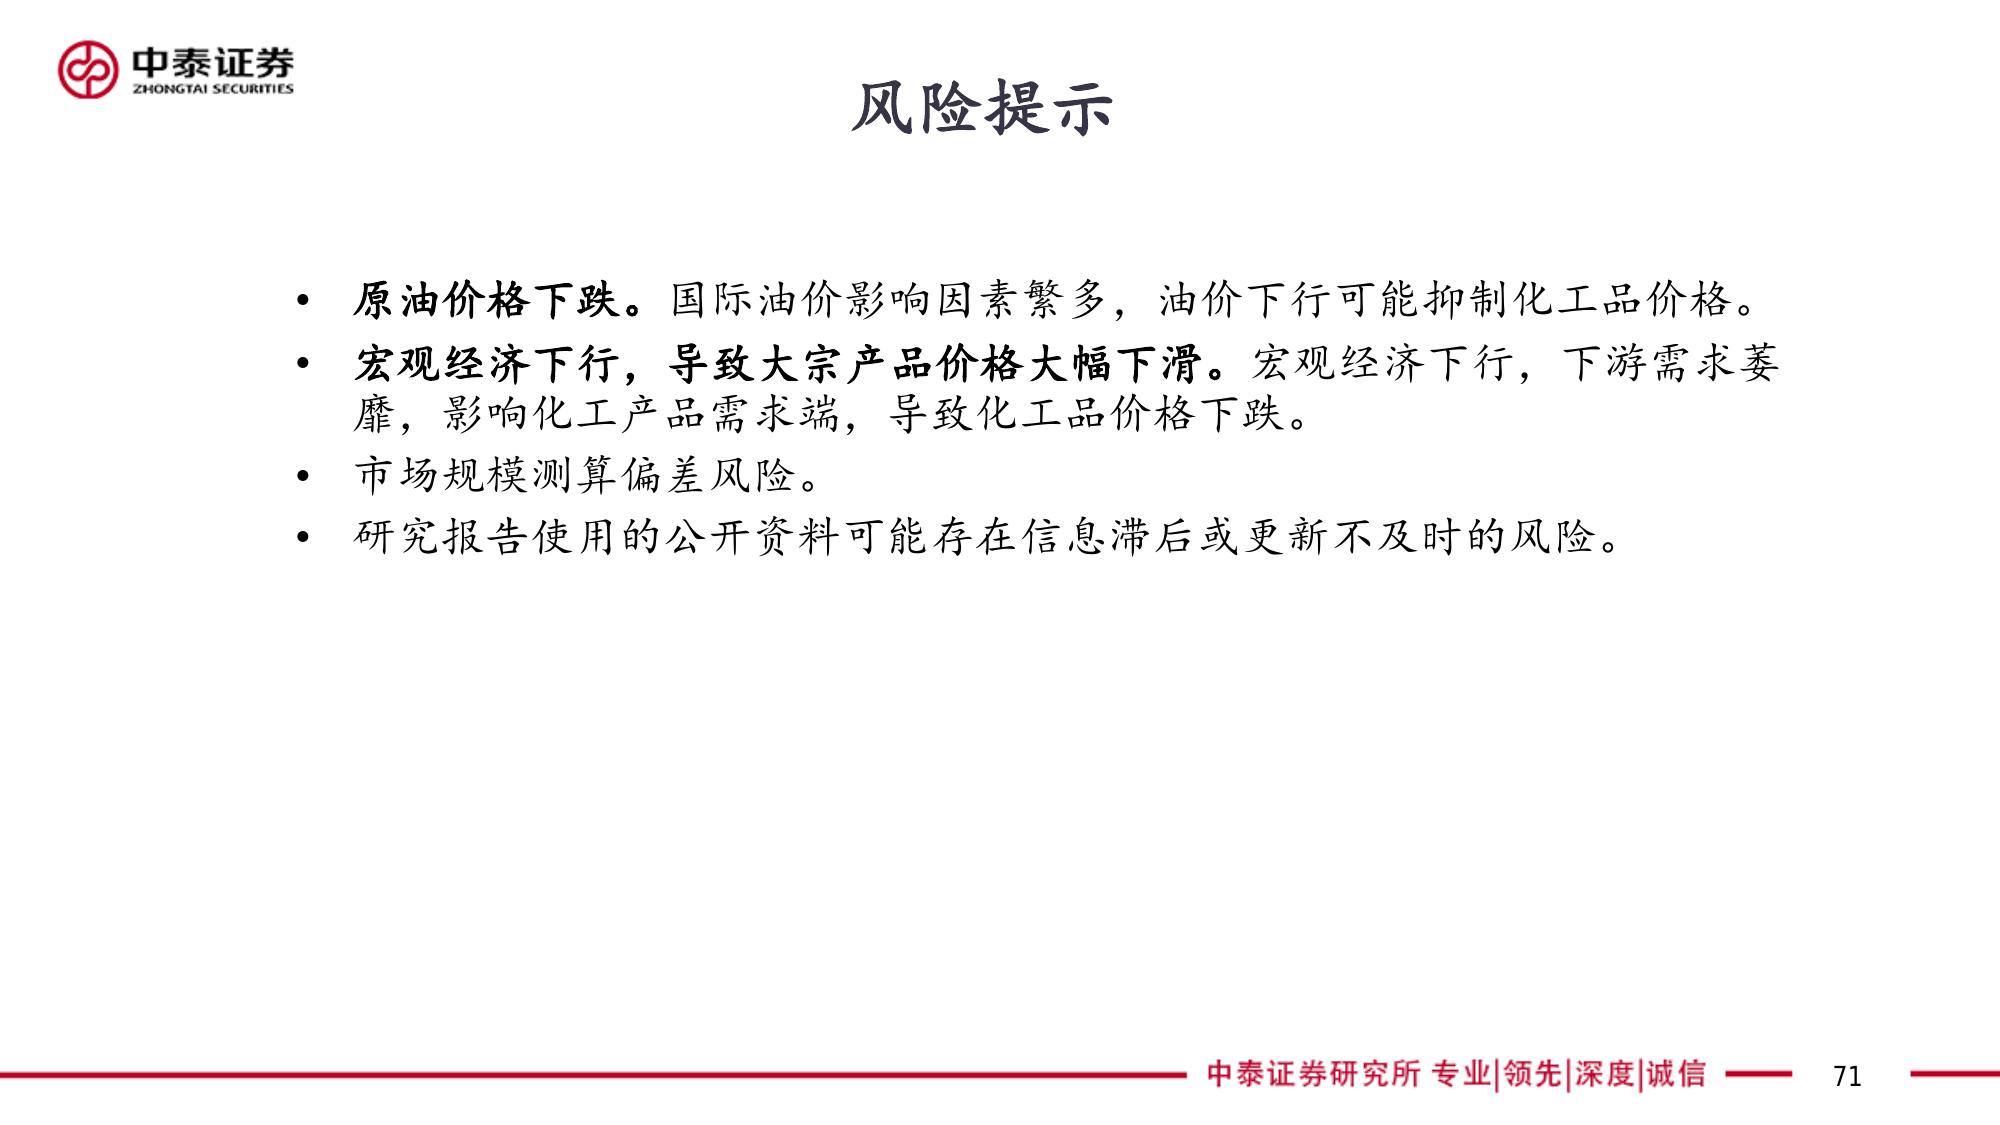 中泰证券
ZHONGTAI SECURITIES
风险提示
• 原油价格下跌。国际油价影响因素繁多，油价下行可能抑制化工品价格。
• 宏观经济下行，导致大宗产品价格大幅下滑。宏观经济下行，下游需求萎
靡，影响化工产品需求端，导致化工品价格下跌。
• 市场规模测算偏差风险。
• 研究报告使用的公开资料可能存在信息滞后或更新不及时的风险。
中泰证券研究所 专业|领先|深度|诚信
71